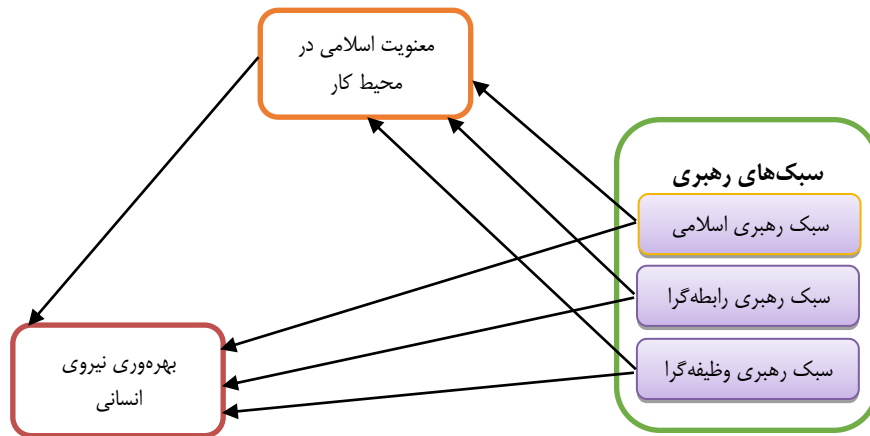 معنویت اسلامی در
محیط کار
سبک‌های رهبری
سبک رهبری اسلامی
سبک رهبری رابطه‌گرا
سبک رهبری وظیفه‌گرا
بهره‌وری نیروی
انسانی